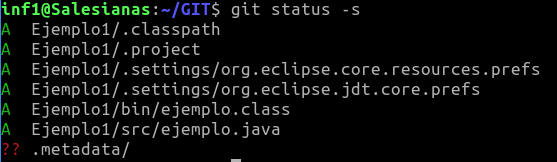 inf1@Salesianas:~/GIT$ git status -s
A  Ejemplo1/.classpath
A  Ejemplo1/.project
A  Ejemplo1/.settings/org.eclipse.core.resources.prefs
A  Ejemplo1/.settings/org.eclipse.jdt.core.prefs
A  Ejemplo1/bin/ejemplo.class
A  Ejemplo1/src/ejemplo.java
?? .metadata/